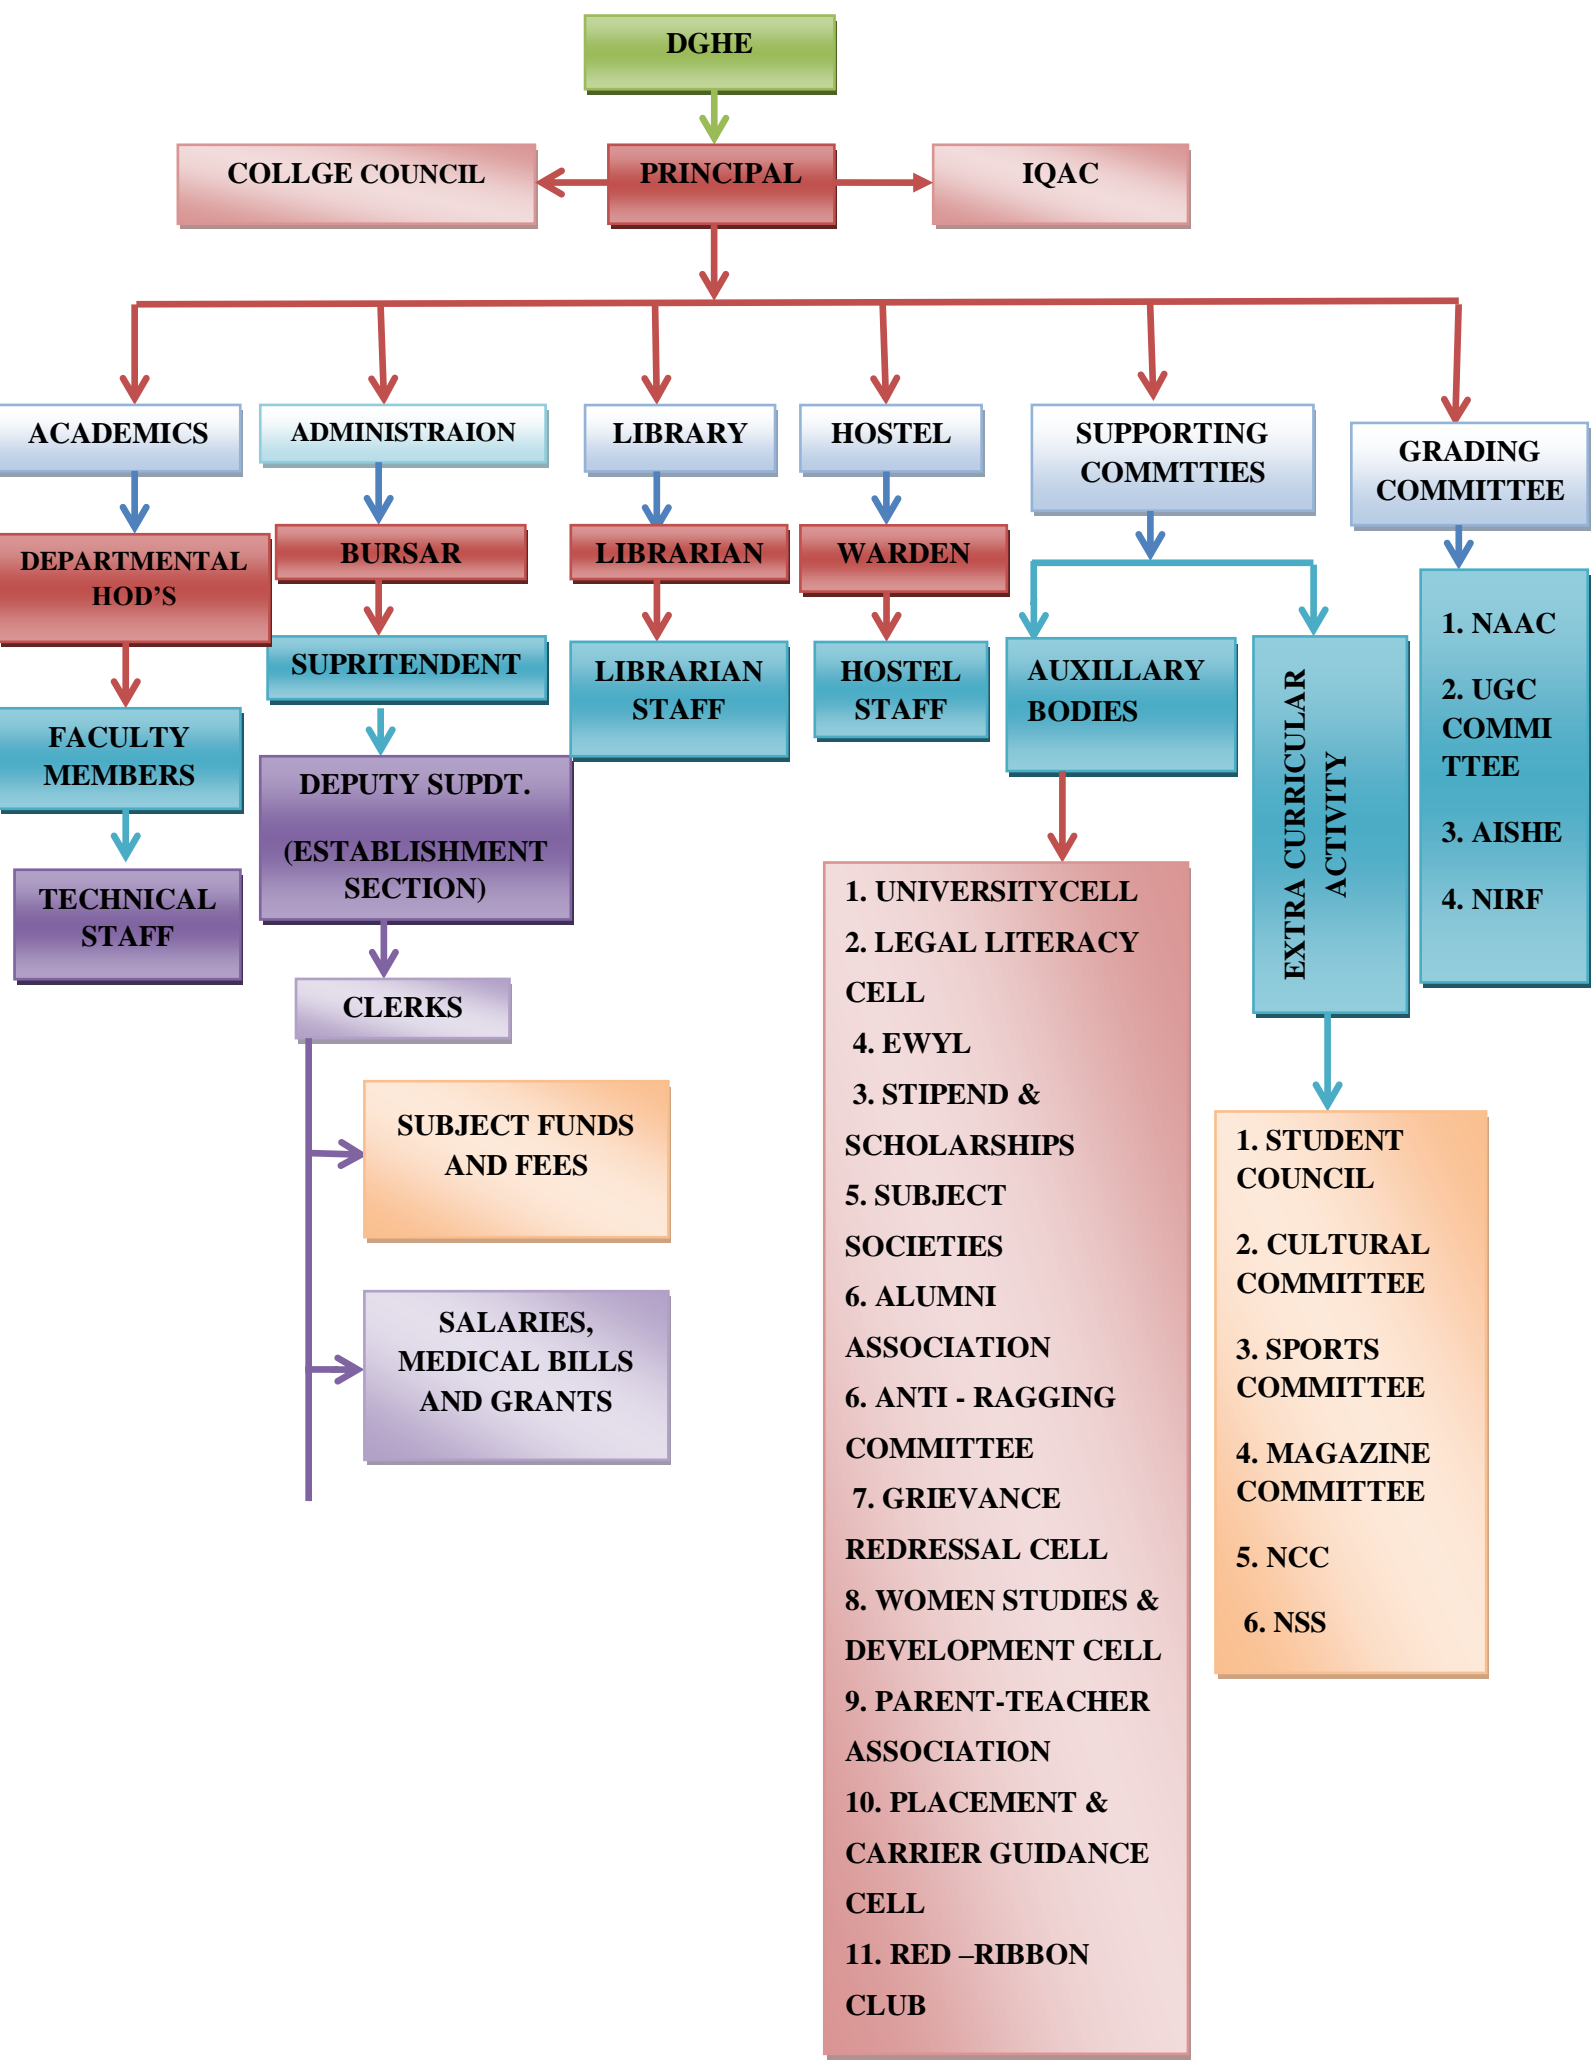 DGHE
COLLGE COUNCIL
PRINCIPAL
IQAC
ACADEMICS
ADMINISTRAION
LIBRARY
HOSTEL
SUPPORTING
COMMTTIES
GRADING
COMMITTEE
DEPARTMENTAL
HOD'S
BURSAR
LIBRARIAN
WARDEN
SUPRITENDENT
LIBRARIAN
STAFF
HOSTEL
STAFF
AUXILLARY
BODIES
EXTRA CURRICULAR
ACTIVITY
1. NAAC
2. UGC
COMMI
TTEE
3. AISHE
4. NIRF
FACULTY
MEMBERS
DEPUTY SUPDT.
(ESTABLISHMENT
SECTION)
TECHNICAL
STAFF
CLERKS
SUBJECT FUNDS
AND FEES
SALARIES,
MEDICAL BILLS
AND GRANTS
1. UNIVERSITYCELL
2. LEGAL LITERACY
CELL
4. EWYL
3. STIPEND &
SCHOLARSHIPS
5. SUBJECT
SOCIETIES
6. ALUMNI
ASSOCIATION
6. ANTI - RAGGING
COMMITTEE
7. GRIEVANCE
REDRESSAL CELL
8. WOMEN STUDIES &
DEVELOPMENT CELL
9. PARENT-TEACHER
ASSOCIATION
10. PLACEMENT &
CARRIER GUIDANCE
CELL
11. RED –RIBBON
CLUB
1. STUDENT
COUNCIL
2. CULTURAL
COMMITTEE
3. SPORTS
COMMITTEE
4. MAGAZINE
COMMITTEE
5. NCC
6. NSS